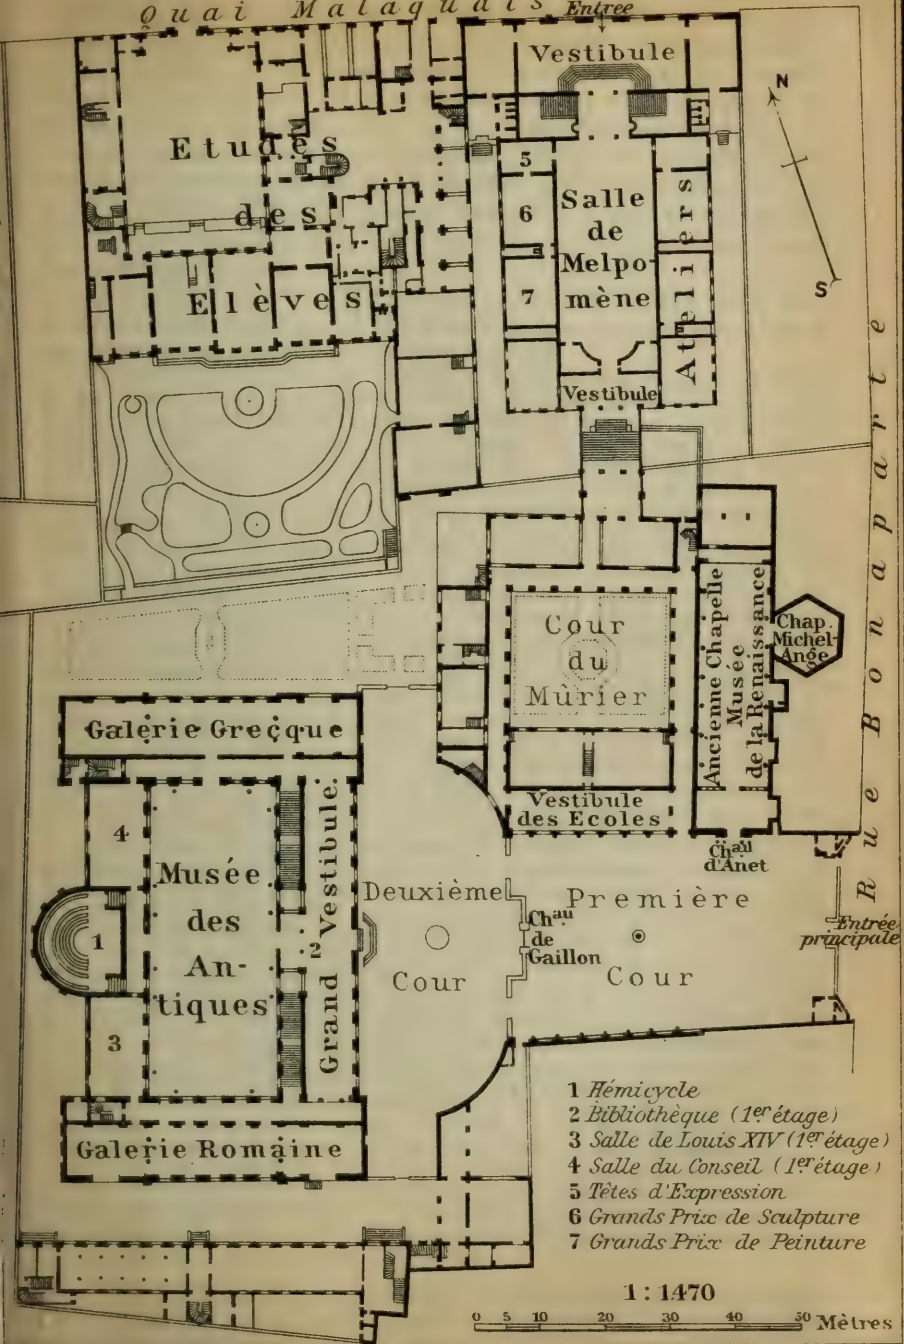 Quai Malaquais
Entrée
Vestibule
N
S
Etudes
des
Elèves
5
6
7
Salle
de
Melpo-
mène
Ateliers
Vestibule
Rue Bonaparte
Cour
du
Mûrier
Ancienne Chapelle
Musée
de la Renaissance
Chap.
Michel-
Ange
Vestibule
des Ecoles
Chau
d'Anet
Galerie Grecque
4
Musée
des
An-
tiques
1
2
3
Grand Vestibule
Deuxième
Cour
Chau
de
Gaillon
Première
Cour
Entrée
principale
Galerie Romaine
1 Hémicycle
2 Bibliothèque (1er étage)
3 Salle de Louis XIV (1er étage)
4 Salle du Conseil (1er étage)
5 Têtes d'Expression
6 Grands Prix de Sculpture
7 Grands Prix de Peinture
1 : 1470
0 5 10 20 30 40 50 Mètres